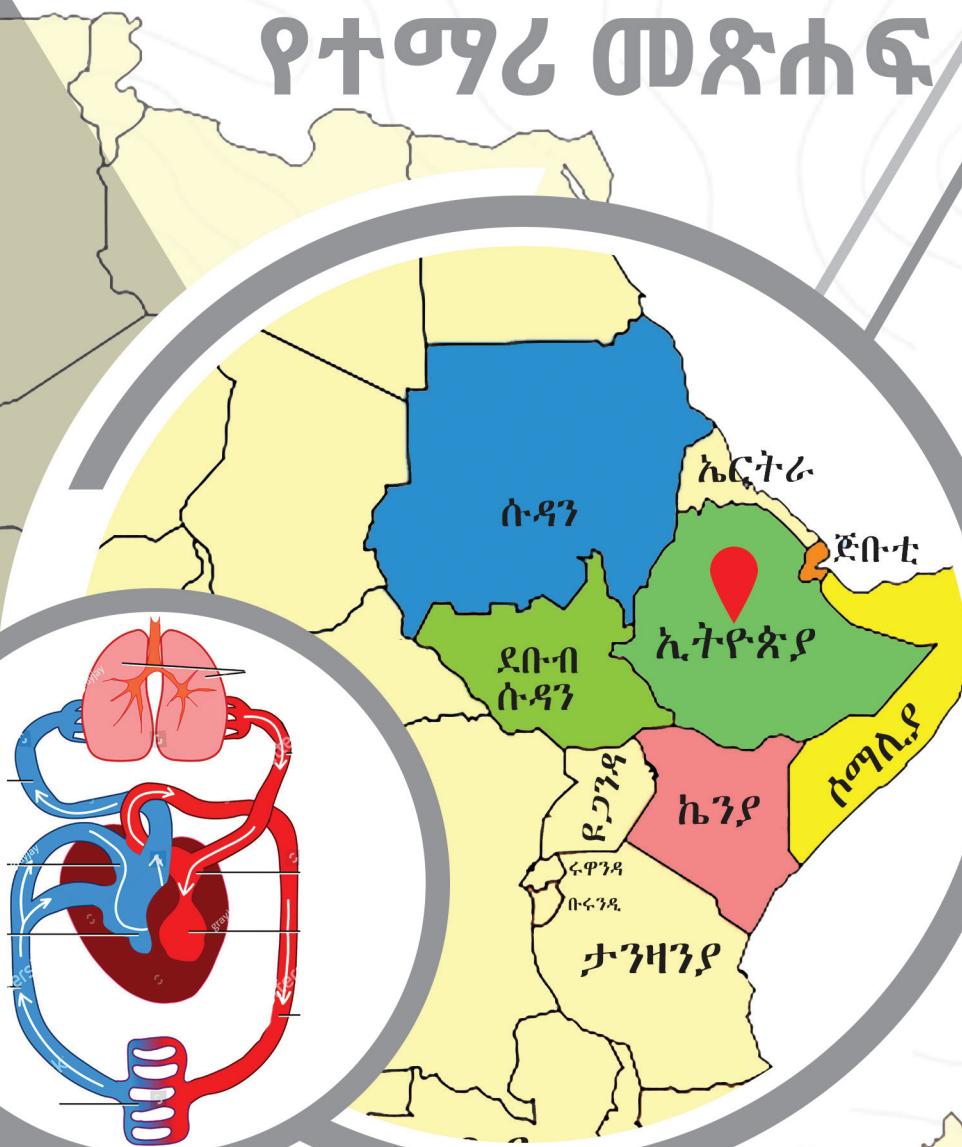 የተማሪ መጽሐፍ
ኤርትራ
ሱዳን
ጅቡቲ
ኢትዮጵያ
ደቡብ
ሱዳን
ሶማሊያ
ዩጋንዳ
ኬንያ
ሩዋንዳ
ቡሩንዲ
ታንዛንያ